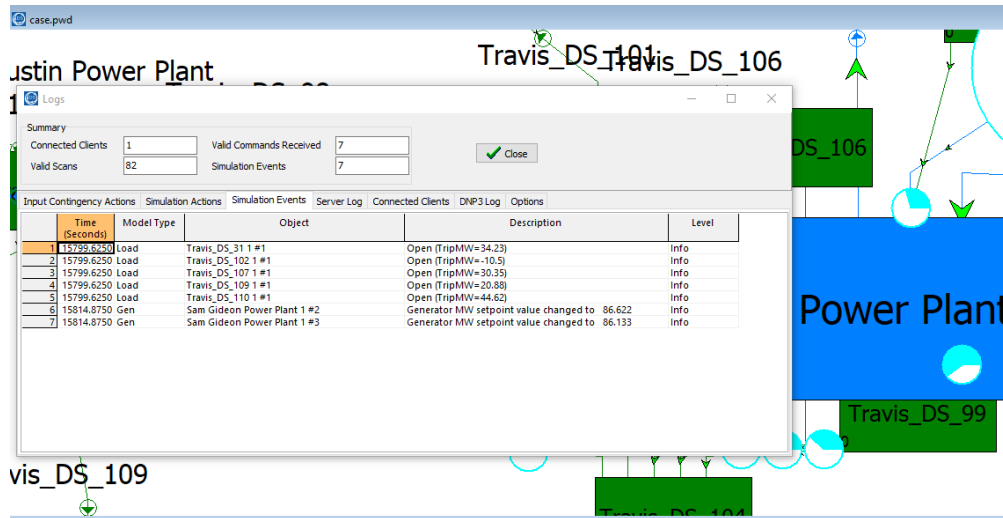 case.pwd
ustin Power Plant
Travis_DS_101
Travis_DS_106
Logs
Summary
Connected Clients 1 Valid Commands Received 7
Valid Scans 82 Simulation Events 7
Close
DS_106
Input Contingency Actions Simulation Actions Simulation Events Server Log Connected Clients DNP3 Log Options
Time (Seconds) Model Type Object Description Level
1 15799.6250 Load Travis_DS_31 1 #1 Open (TripMW=34.23) Info
2 15799.6250 Load Travis_DS_102 1 #1 Open (TripMW=-10.5) Info
3 15799.6250 Load Travis_DS_107 1 #1 Open (TripMW=30.35) Info
4 15799.6250 Load Travis_DS_109 1 #1 Open (TripMW=20.88) Info
5 15799.6250 Load Travis_DS_110 1 #1 Open (TripMW=44.62) Info
6 15814.8750 Gen Sam Gideon Power Plant 1 #2 Generator MW setpoint value changed to 86.622 Info
7 15814.8750 Gen Sam Gideon Power Plant 1 #3 Generator MW setpoint value changed to 86.133 Info
Power Plant
Travis_DS_99
vis_DS_109
Travis_DS_104